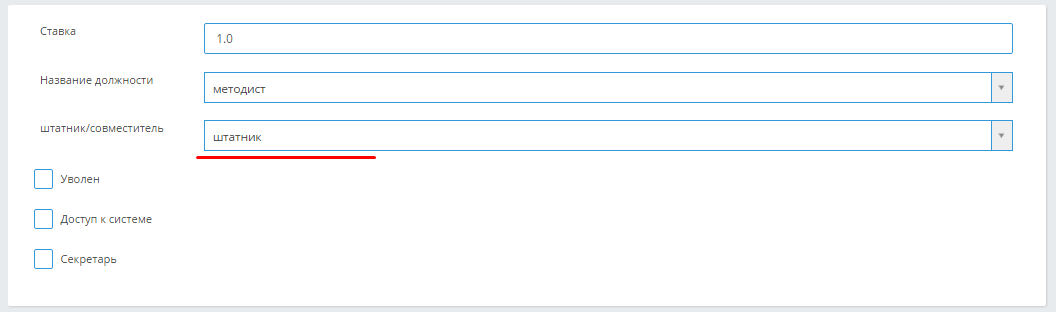 Ставка
1.0
Название должности
методист
штатник/совместитель
штатник
Уволен
Доступ к системе
Секретарь